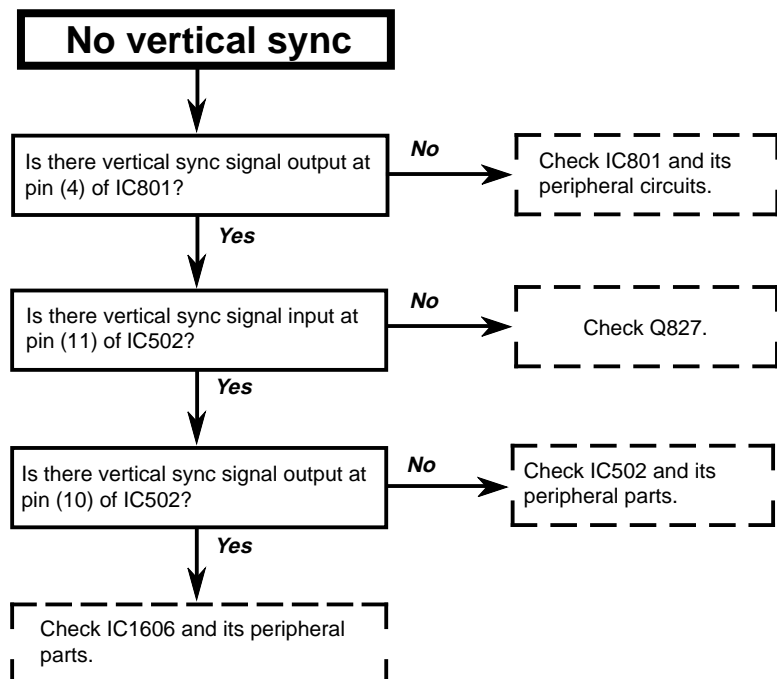 No vertical sync
Is there vertical sync signal output at
pin (4) of IC801?
No
Check IC801 and its
peripheral circuits.
Yes
Is there vertical sync signal input at
pin (11) of IC502?
No
Check Q827.
Yes
Is there vertical sync signal output at
pin (10) of IC502?
No
Check IC502 and its
peripheral parts.
Yes
Check IC1606 and its peripheral
parts.